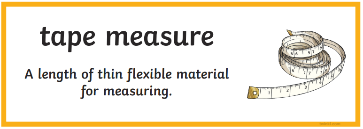 tape measure
A length of thin flexible material
for measuring.